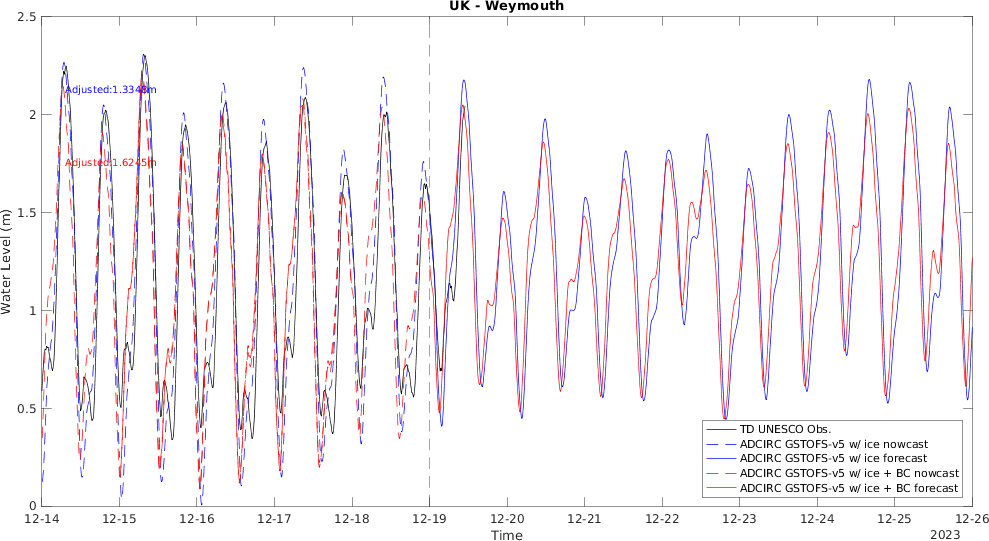 UK - Weymouth
2.5
2
1.5
1
0.5
0
Water Level (m)
Adjusted:1.3348m
Adjusted:1.6245m
TD UNESCO Obs.
ADCIRC GSTOFS-v5 w/ ice nowcast
ADCIRC GSTOFS-v5 w/ ice forecast
ADCIRC GSTOFS-v5 w/ ice + BC nowcast
ADCIRC GSTOFS-v5 w/ ice + BC forecast
12-14 12-15 12-16 12-17 12-18 12-19 12-20 12-21 12-22 12-23 12-24 12-25 12-26
Time
2023